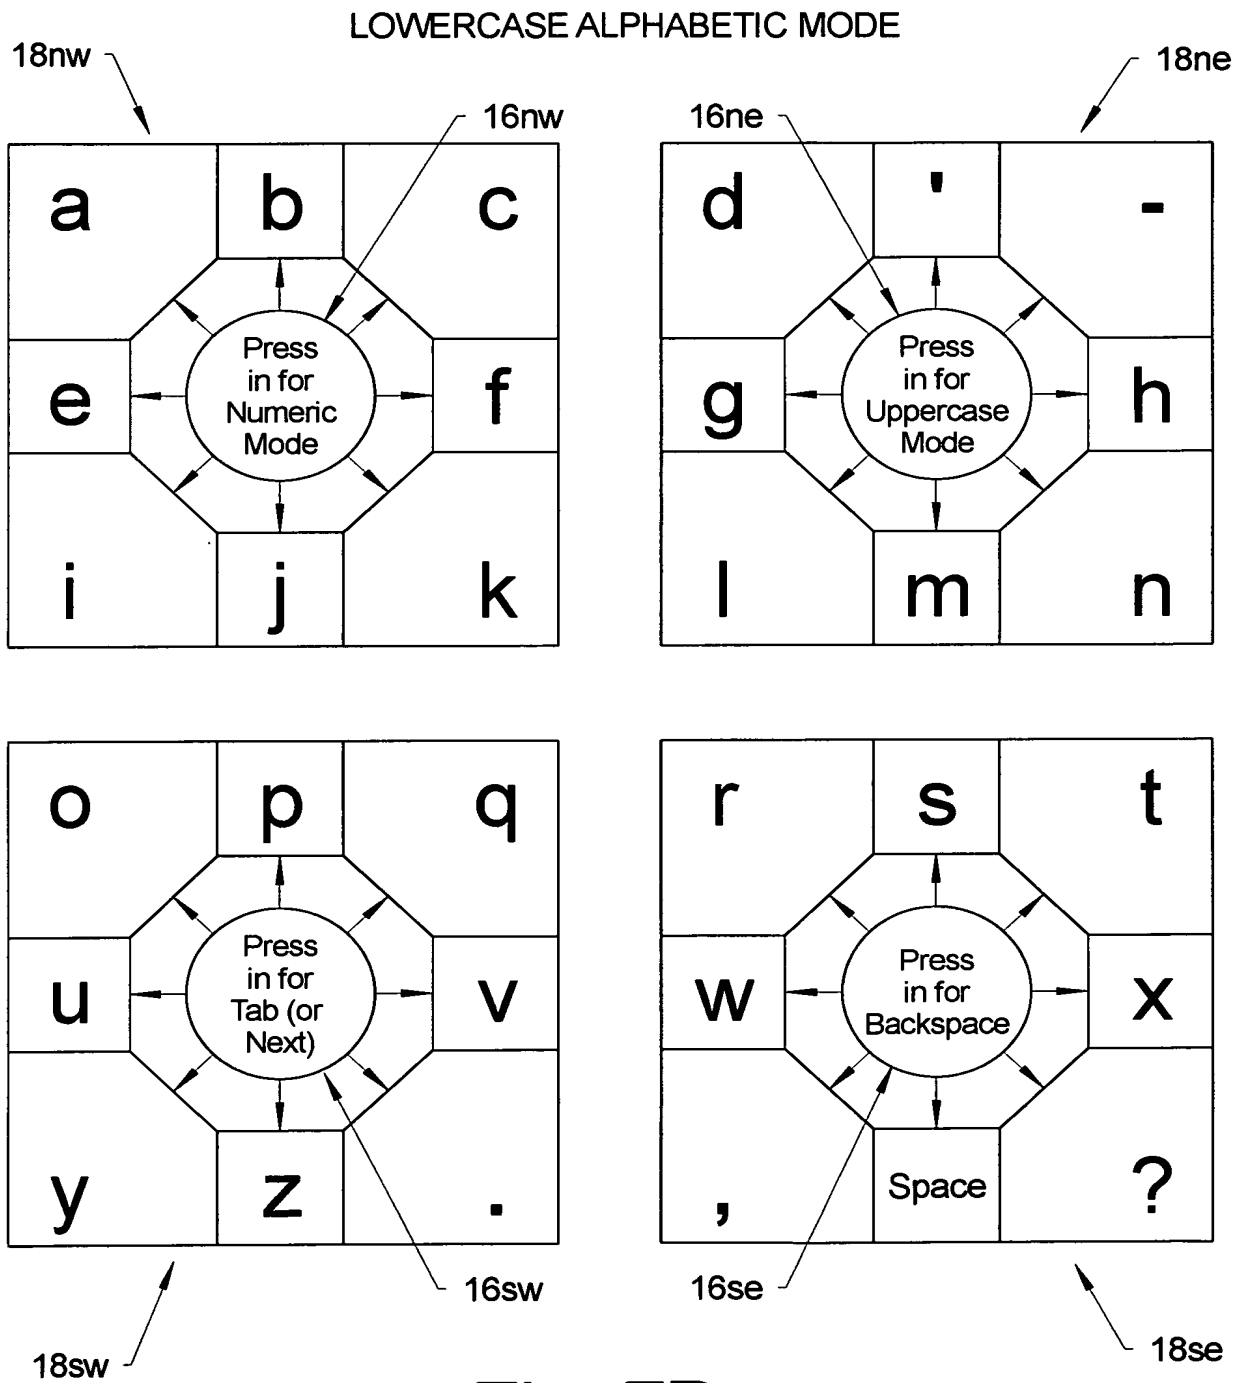 LOWERCASE ALPHABETIC MODE
18nw
18ne
16nw
16ne
a b c
d ' -
Press
in for
Numeric
Mode
e f
Press
in for
Uppercase
Mode
g h
i j k
l m n
o p q
r s t
Press
in for
Tab (or
Next)
u v
Press
in for
Backspace
w x
y z .
, Space ?
16sw
16se
18sw
18se